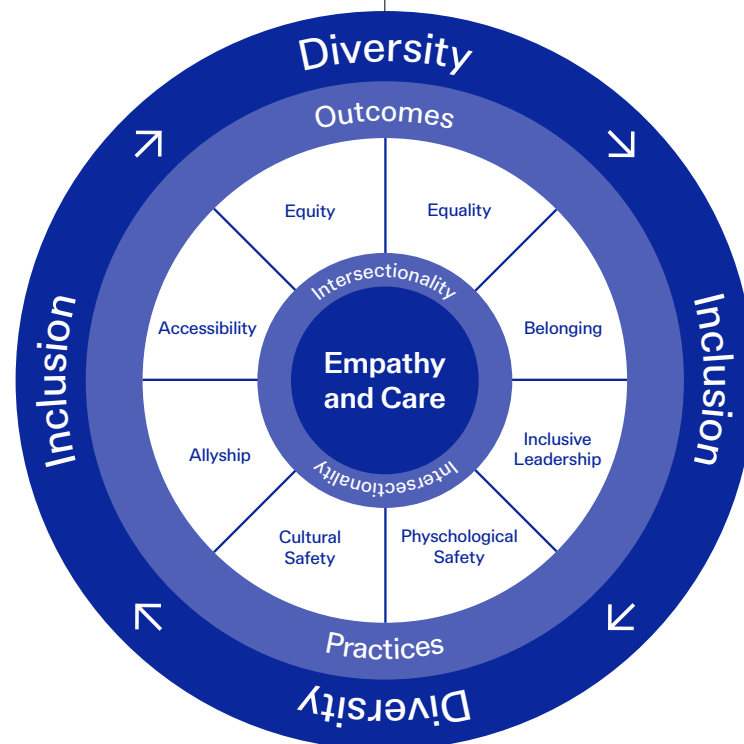 Diversity
Outcomes
Equity
Equality
Intersectionality
Inclusion
Accessibility
Belonging
Inclusion
Empathy
and Care
Allyship
Inclusive
Leadership
Intersectionality
Cultural
Safety
Physchological
Safety
Practices
Diversity